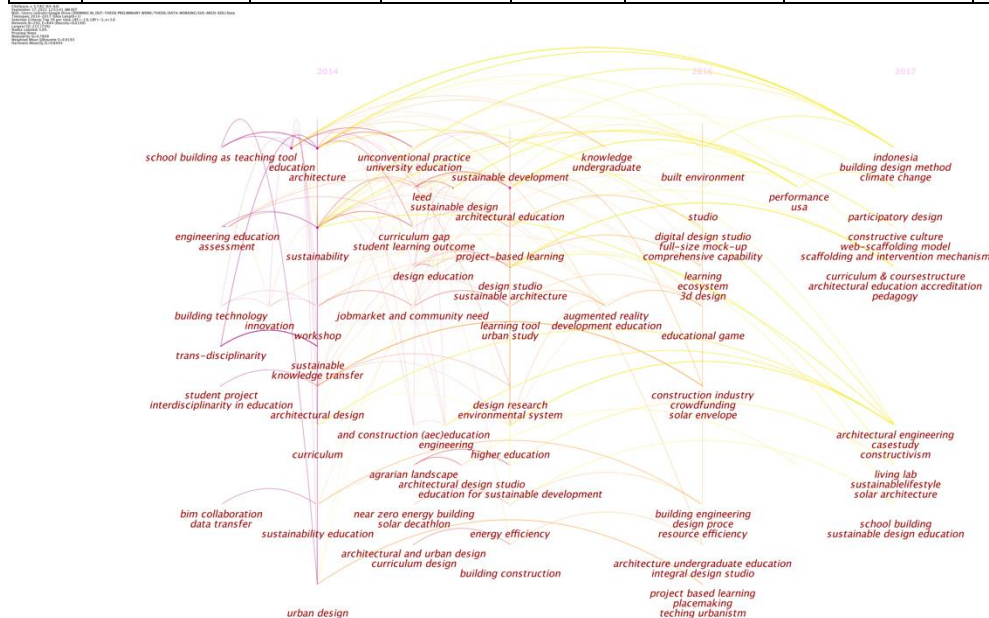 2014
2016
2017
school building as teaching tool
education
architecture
unconventional practice
university education
sustainable development
knowledge
undergraduate
built environment
indonesia
building design method
climate change
leed
sustainable design
architectural education
studio
performance
usa
participatory design
engineering education
assessment
sustainability
curriculum gap
student learning outcome
project-based learning
digital design studio
full-size mock-up
comprehensive capability
constructive culture
web-scaffolding model
scaffolding and intervention mechanism
design education
design studio
sustainable architecture
learning
ecosystem
3d design
curriculum & coursestructure
architectural education accreditation
pedagogy
building technology
innovation
workshop
jobmarket and community need
learning tool
urban study
augmented reality
development education
educational game
trans-disciplinarity
sustainable
knowledge transfer
student project
interdisciplinarity in education
architectural design
design research
environmental system
construction industry
crowdfunding
solar envelope
and construction (aec)education
engineering
higher education
curriculum
architectural engineering
casestudy
constructivism
agrarian landscape
architectural design studio
education for sustainable development
living lab
sustainablelifestyle
solar architecture
bim collaboration
data transfer
sustainability education
near zero energy building
solar decathlon
energy efficiency
building engineering
design proce
resource efficiency
school building
sustainable design education
architectural and urban design
curriculum design
building construction
architecture undergraduate education
integral design studio
urban design
project based learning
placemaking
teching urbanistm